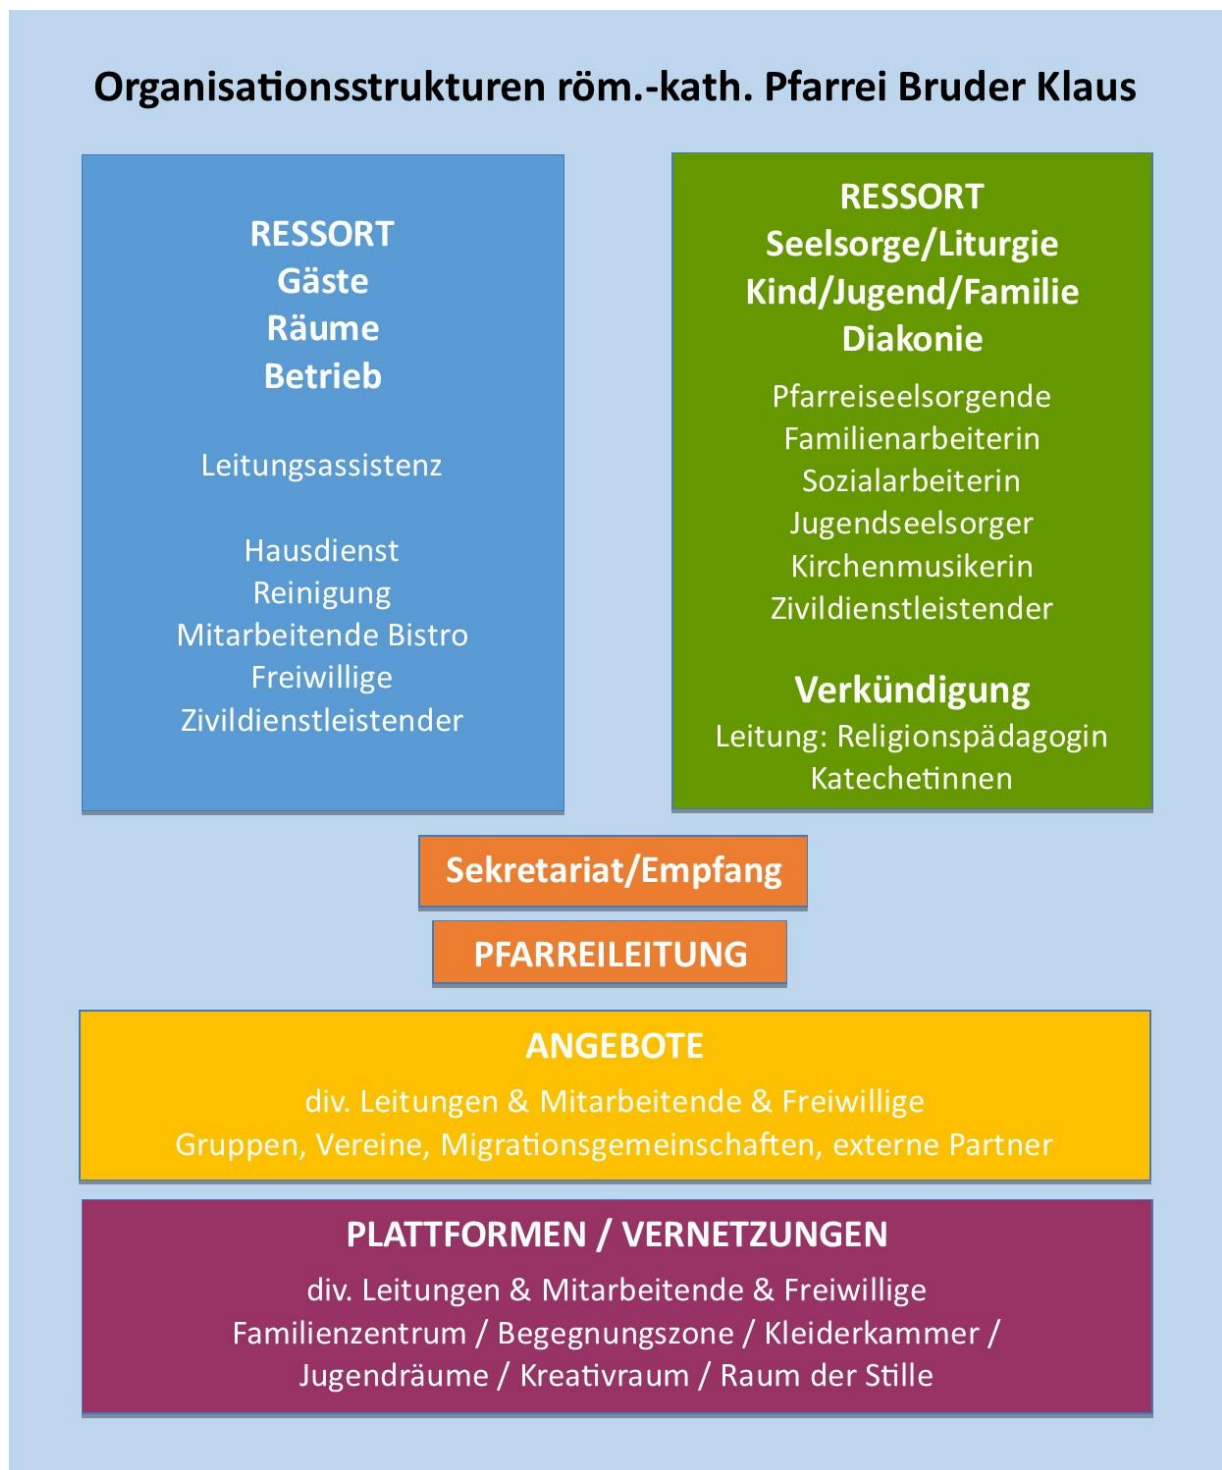 Organisationsstrukturen röm.-kath. Pfarrei Bruder Klaus
RESSORT
Gäste
Räume
Betrieb
Leitungsassistenz
Hausdienst
Reinigung
Mitarbeitende Bistro
Freiwillige
Zivildienstleistender
RESSORT
Seelsorge/Liturgie
Kind/Jugend/Familie
Diakonie
Pfarreiseelsorgende
Familienarbeiterin
Sozialarbeiterin
Jugendseelsorger
Kirchenmusikerin
Zivildienstleistender
Verkündigung
Leitung: Religionspädagogin
Katechetinnen
Sekretariat/Empfang
PFARREILEITUNG
ANGEBOTE
div. Leitungen & Mitarbeitende & Freiwillige
Gruppen, Vereine, Migrationsgemeinschaften, externe Partner
PLATTFORMEN / VERNETZUNGEN
div. Leitungen & Mitarbeitende & Freiwillige
Familienzentrum / Begegnungszone / Kleiderkammer /
Jugendräume / Kreativraum / Raum der Stille